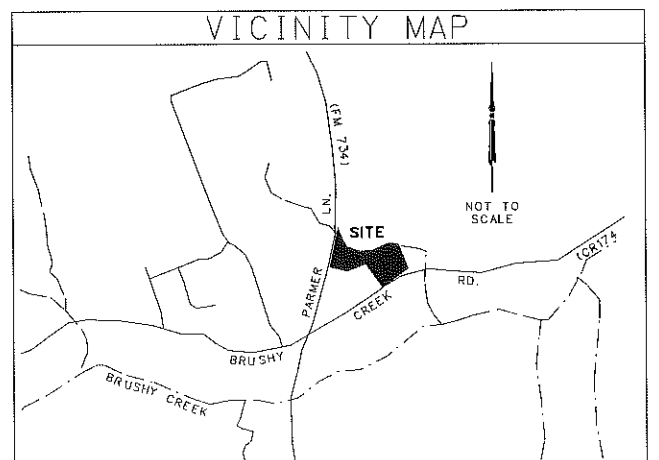 VICINITY MAP
(FM 734)
NOT TO
SCALE
LN.
SITE
(CR174
PARMER
RD.
CREEK
BRUSHY
BRUSHY CREEK